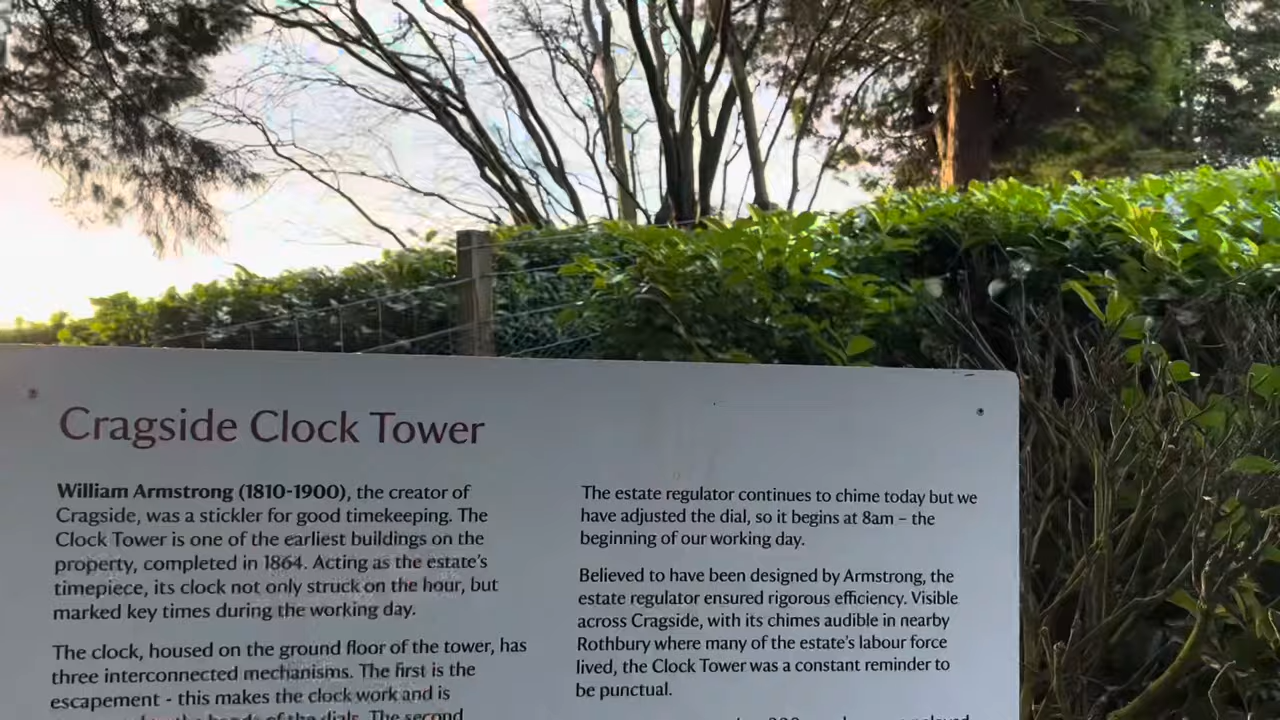 Cragside Clock Tower
William Armstrong (1810-1900), the creator of
Cragside, was a stickler for good timekeeping. The
Clock Tower is one of the earliest buildings on the
property, completed in 1864. Acting as the estate's
timepiece, its clock not only struck on the hour, but
marked key times during the working day.
The clock, housed on the ground floor of the tower, has
three interconnected mechanisms. The first is the
escapement - this makes the clock work and is
the hands of the dials. The second
The estate regulator continues to chime today but we
have adjusted the dial, so it begins at 8am – the
beginning of our working day.
Believed to have been designed by Armstrong, the
estate regulator ensured rigorous efficiency. Visible
across Cragside, with its chimes audible in nearby
Rothbury where many of the estate's labour force
lived, the Clock Tower was a constant reminder to
be punctual.